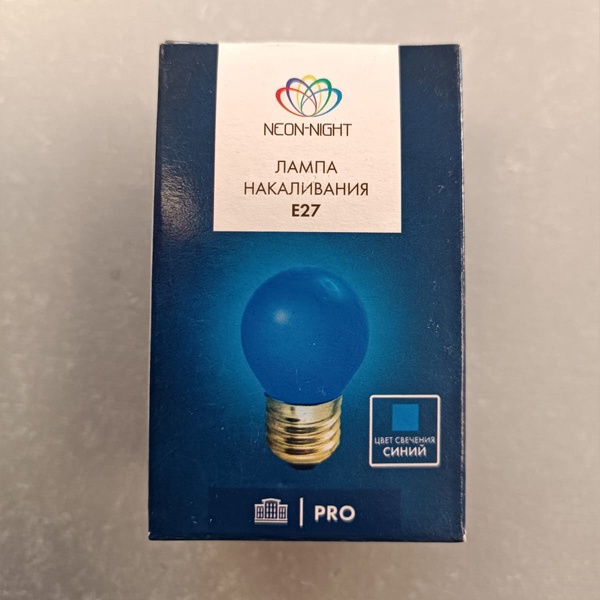 NEON-NIGHT
ЛАМПА
НАКАЛИВАНИЯ
E27
ЦВЕТ СВЕЧЕНИЯ
СИНИЙ
PRO